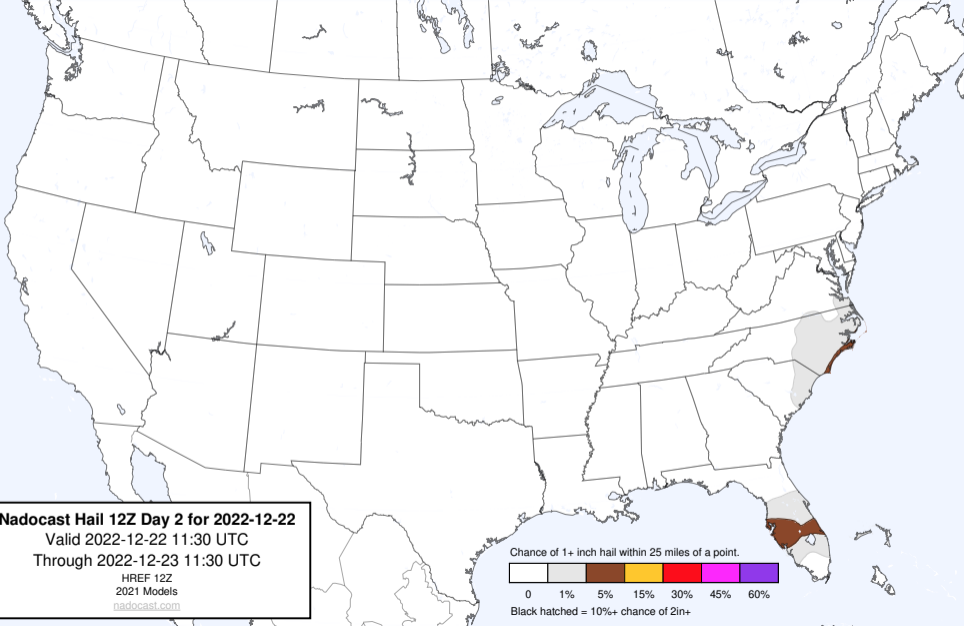 Nadocast Hail 12Z Day 2 for 2022-12-22
Valid 2022-12-22 11:30 UTC
Through 2022-12-23 11:30 UTC
HREF 12Z
2021 Models
nadocast.com
Chance of 1+ inch hail within 25 miles of a point.
0 1% 5% 15% 30% 45% 60%
Black hatched = 10%+ chance of 2in+